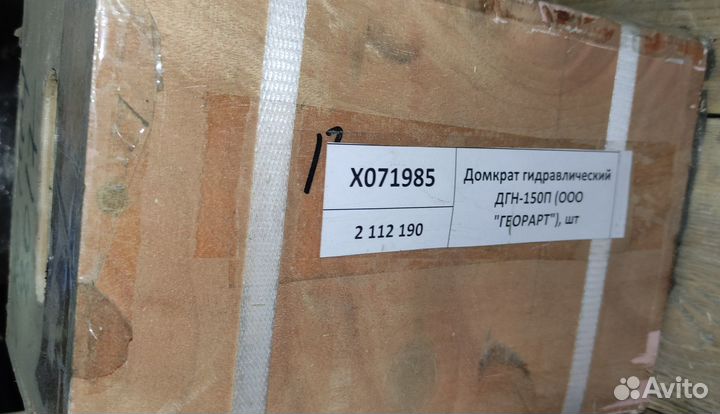 X071985
2 112 190
Домкрат гидравлический
ДГН-150П (ООО
"ГЕОРАРТ"), шт
Avito